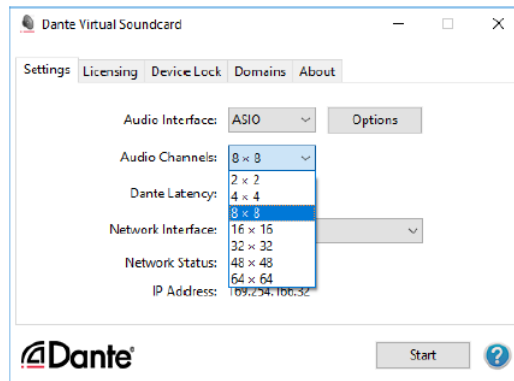 Dante Virtual Soundcard
Settings Licensing Device Lock Domains About
Audio Interface: ASIO Options
Audio Channels: 8 × 8
2 × 2
Dante Latency: 4 × 4
8 × 8
Network Interface: 16 × 16
32 × 32
Network Status: 48 × 48
64 × 64
IP Address: 169.254.166.32
Dante Start ?